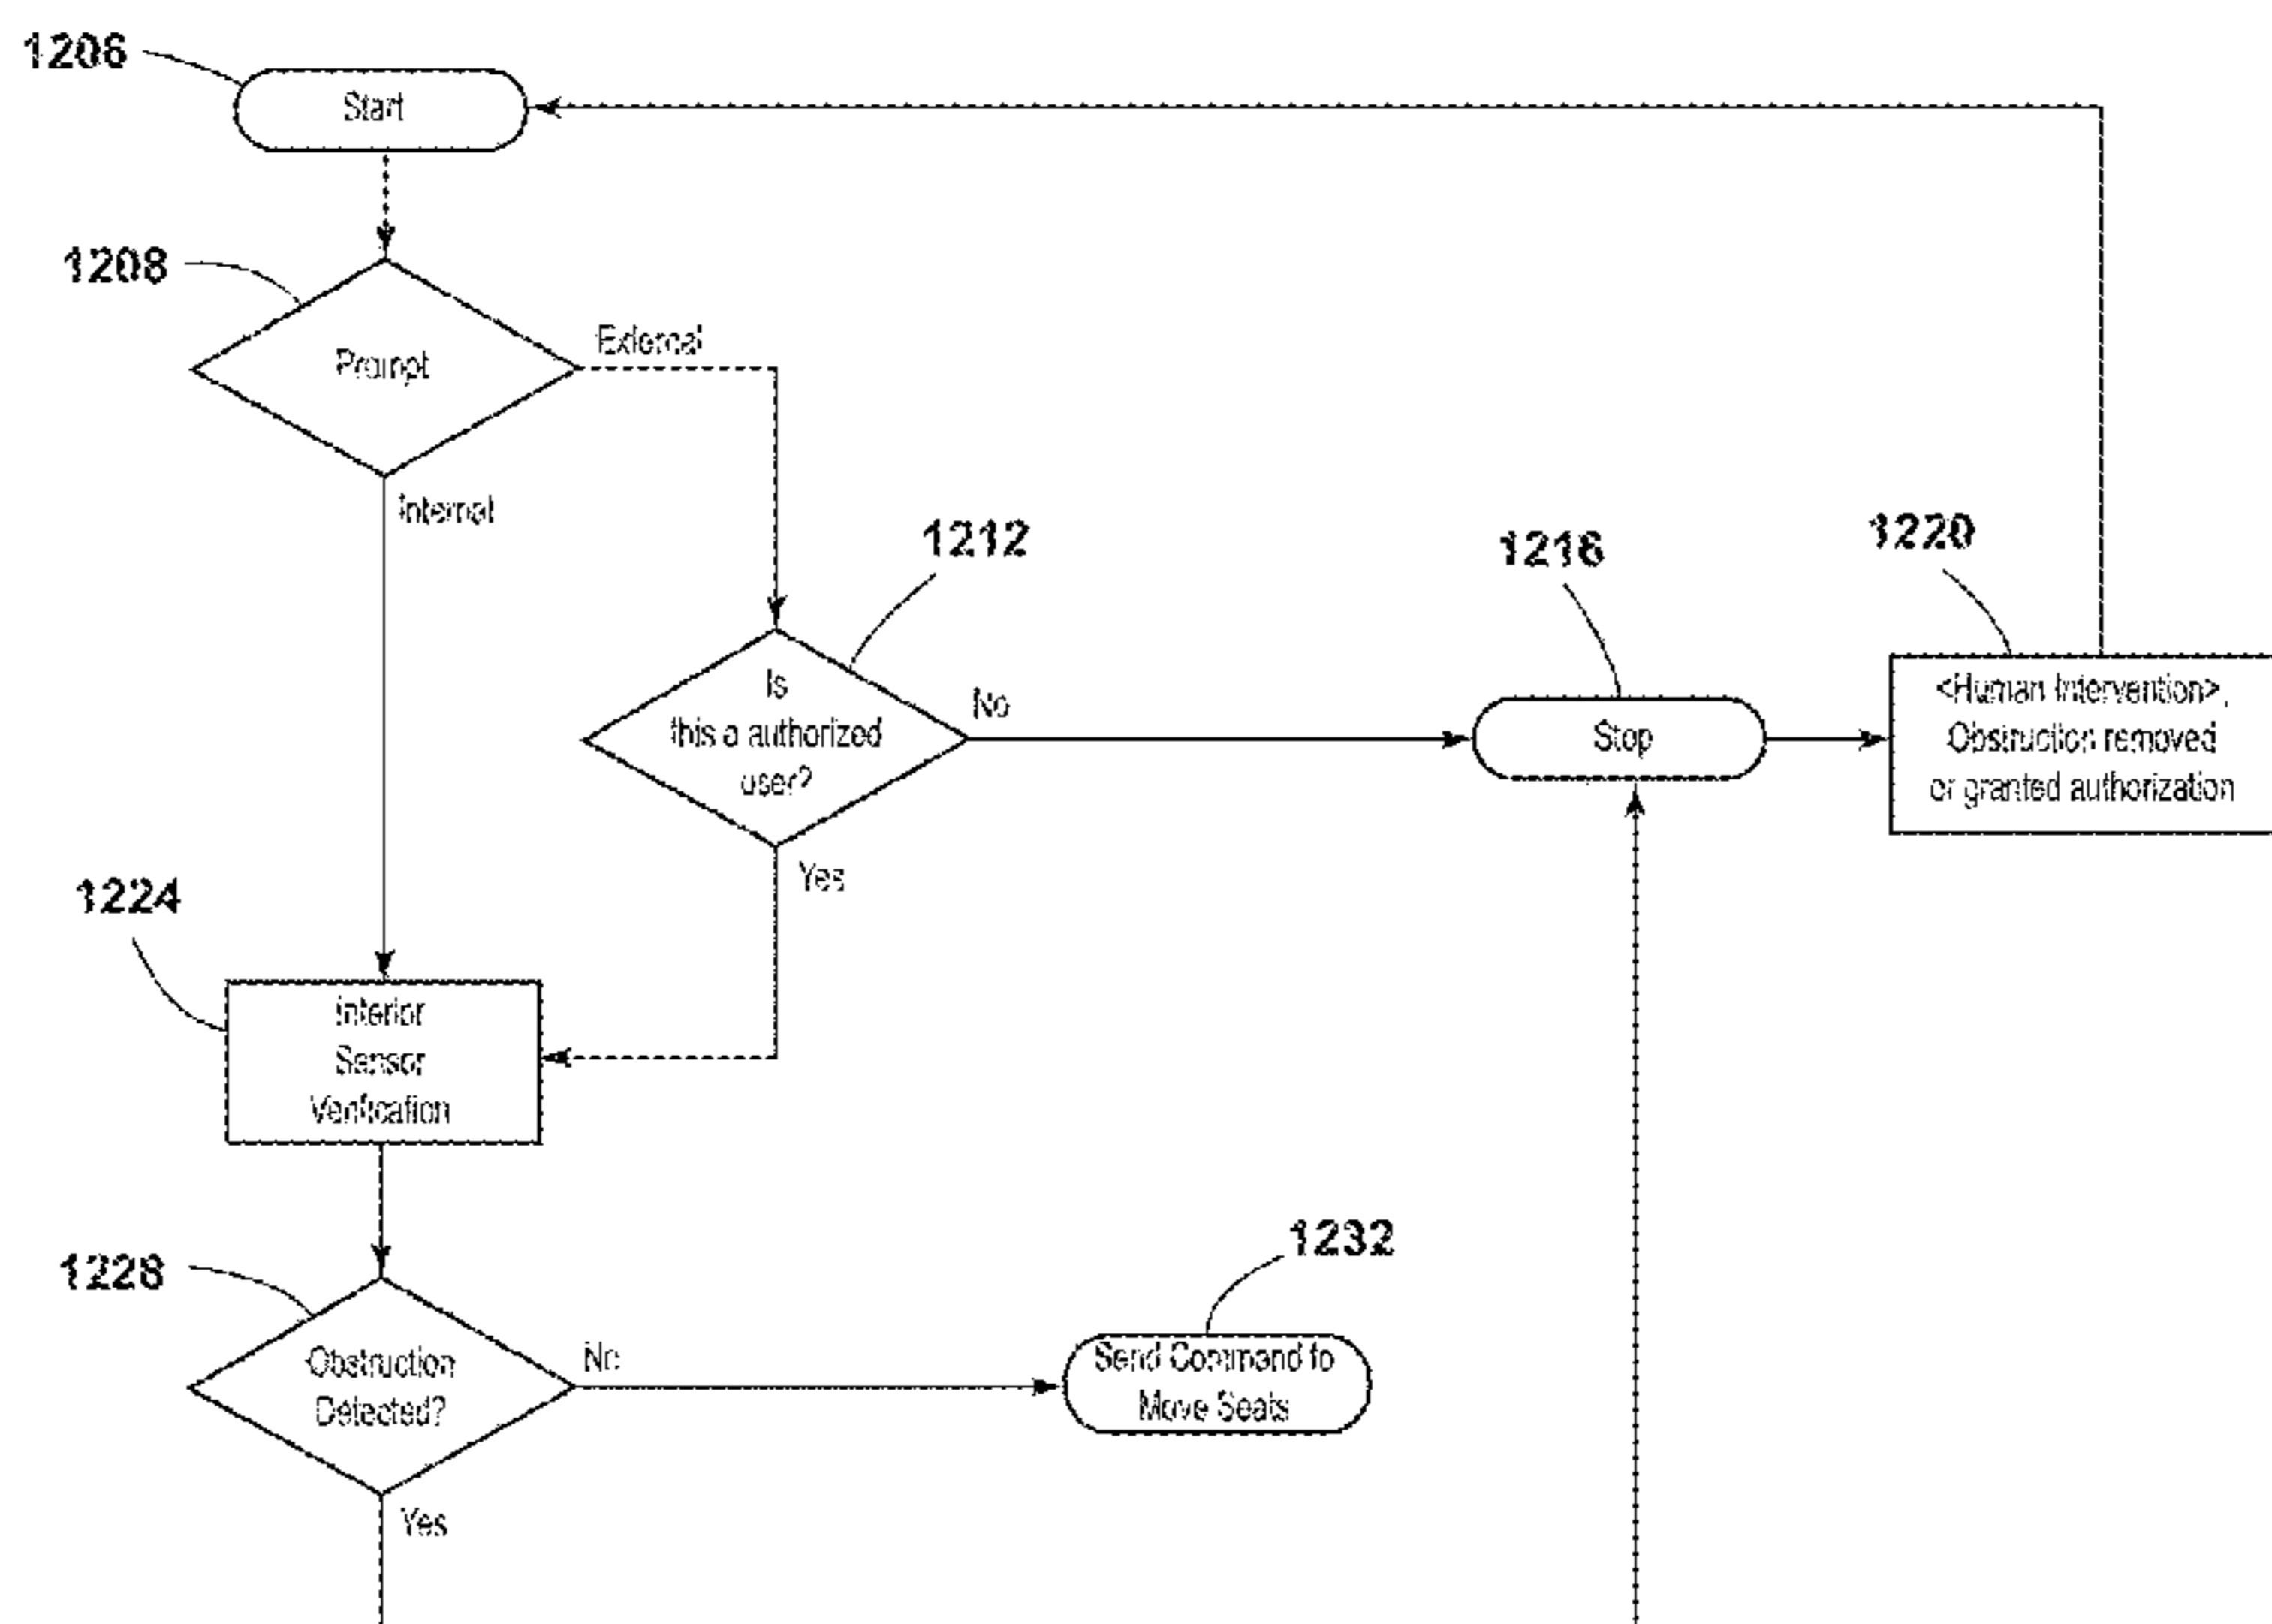 1206
Start
1208
Prompt
External
Internal
1212
Is
this a authorized
user?
No
Yes
1216
Stop
1220
<Human Intervention>,
Obstruction removed
or granted authorization
1224
Interior
Sensor
Verification
1228
Obstruction
Detected?
No
Yes
1232
Send Command to
Move Seats